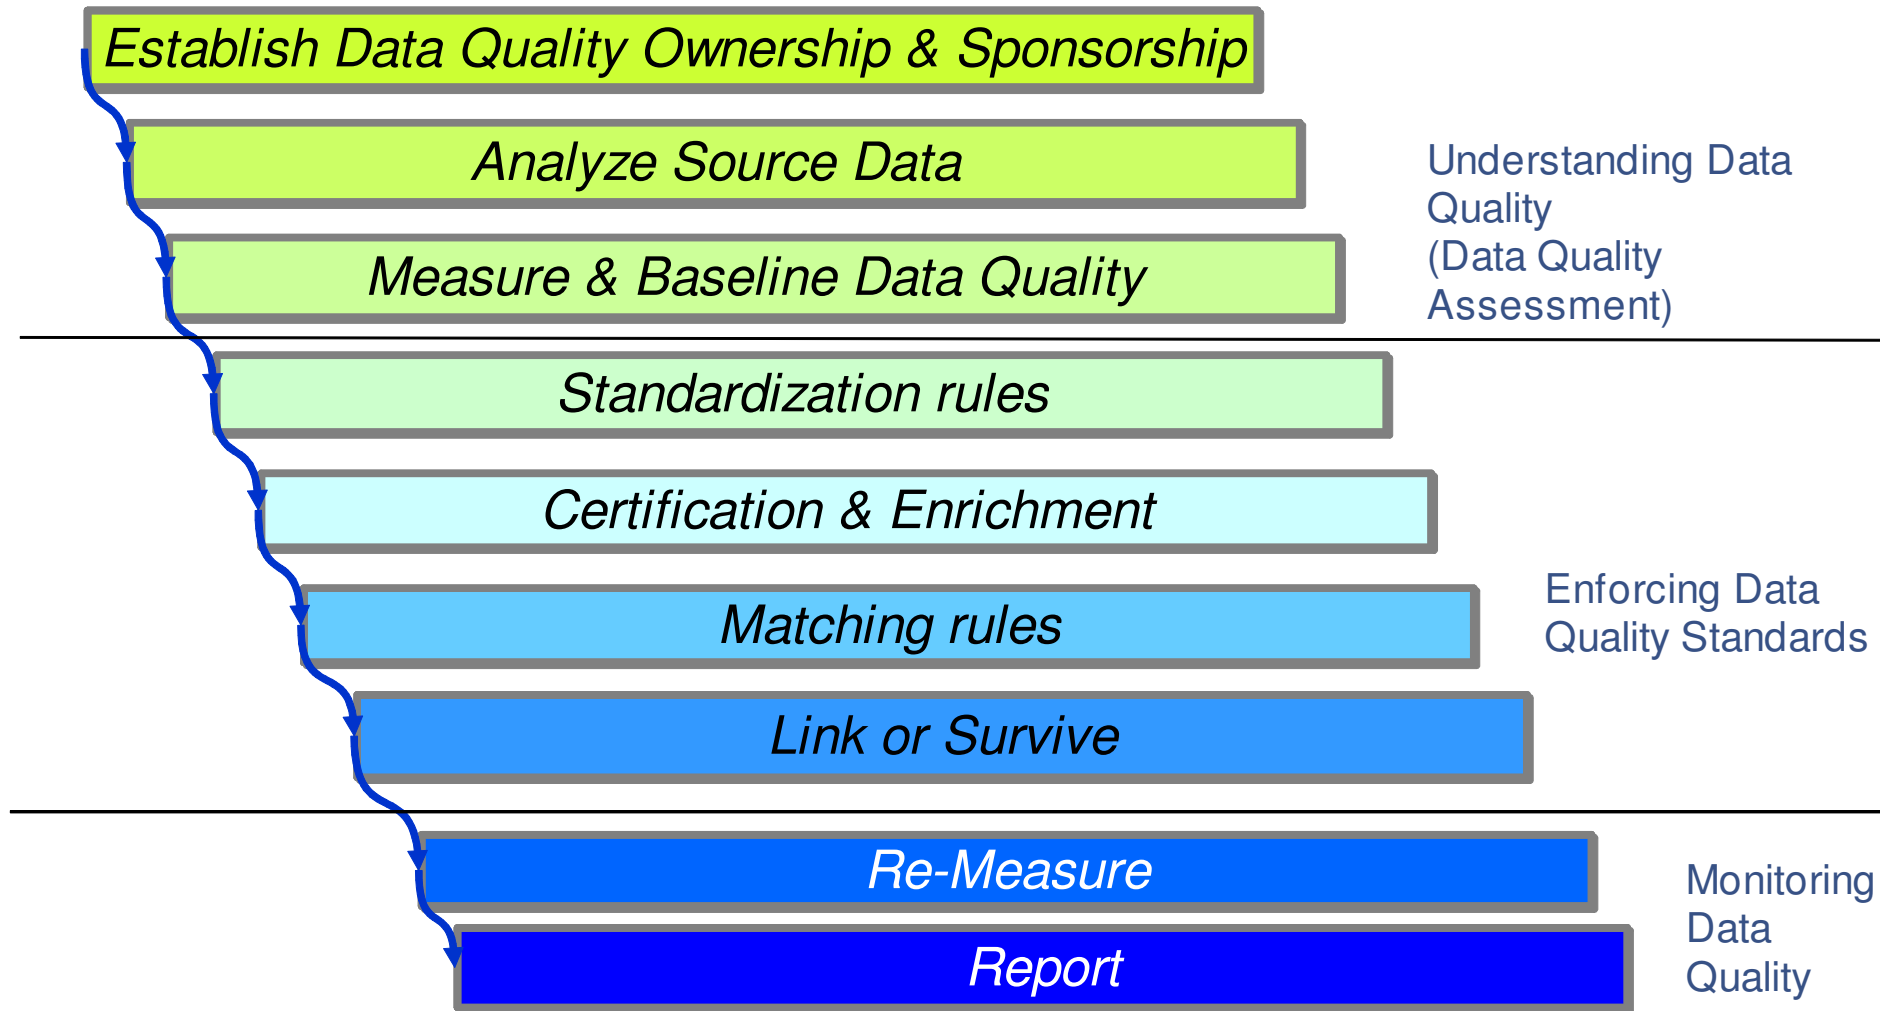 Establish Data Quality Ownership & Sponsorship
Analyze Source Data
Understanding Data
Quality
(Data Quality
Assessment)
Measure & Baseline Data Quality
Standardization rules
Certification & Enrichment
Matching rules
Enforcing Data
Quality Standards
Link or Survive
Re-Measure
Monitoring
Data
Quality
Report